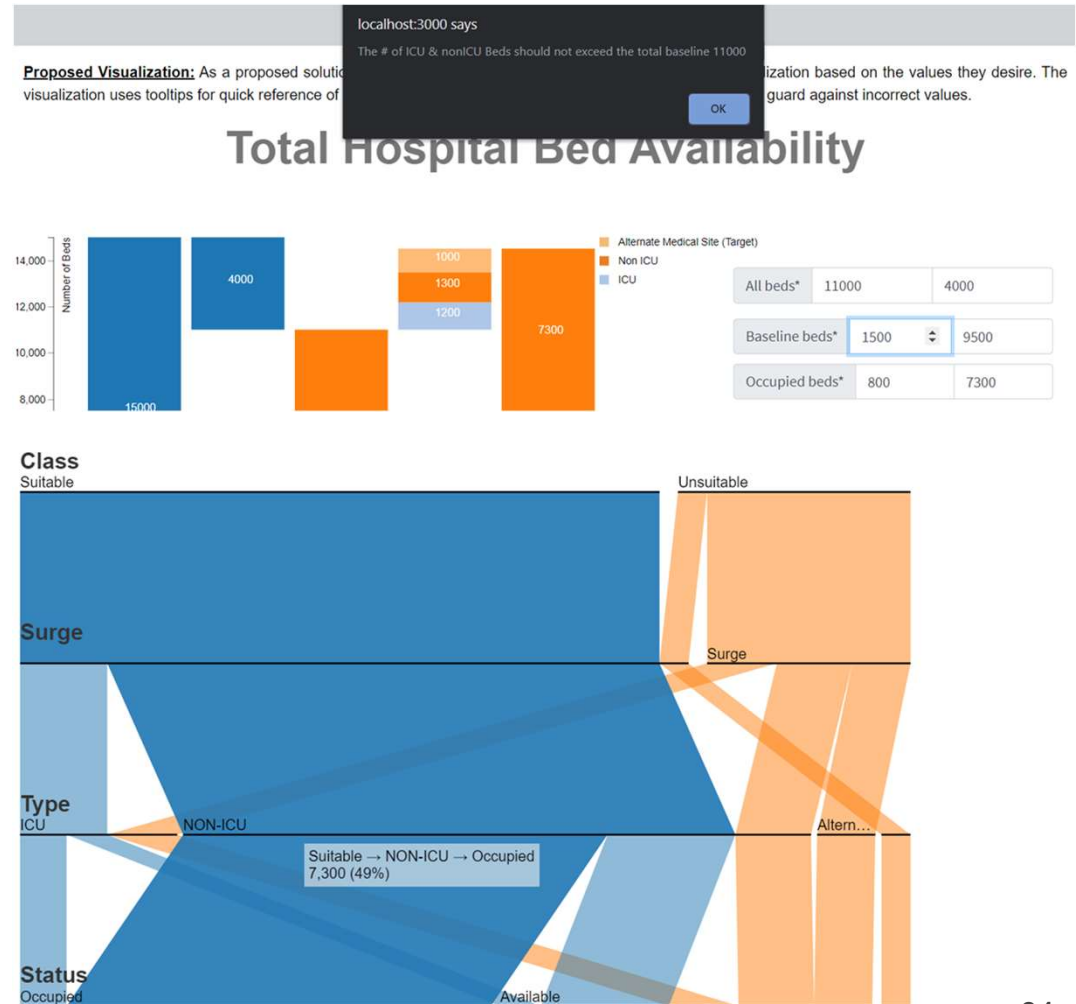 localhost:3000 says
The # of ICU & nonICU Beds should not exceed the total baseline 11000
OK
Proposed Visualization: As a proposed solutio
lization based on the values they desire. The
visualization uses tooltips for quick reference of
guard against incorrect values.
Total Hospital Bed Availability
Number of Beds
14,000
12,000
10,000
8,000
15000
4000
1000
1300
1200
7300
Alternate Medical Site (Target)
Non ICU
ICU
All beds* 11000 4000
Baseline beds* 1500 9500
Occupied beds* 800 7300
Class
Suitable Unsuitable
Surge
Surge
Type
ICU NON-ICU Altern...
Suitable → NON-ICU → Occupied
7,300 (49%)
Status
Occupied Available